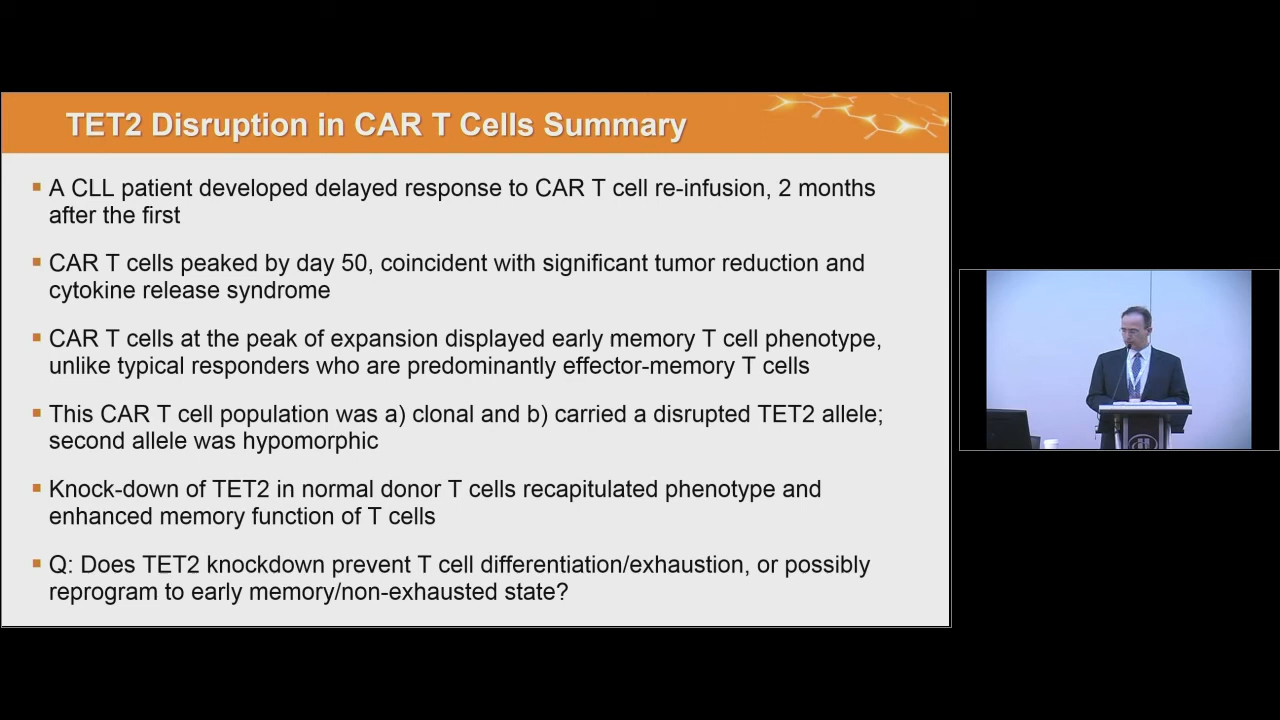 TET2 Disruption in CAR T Cells Summary
A CLL patient developed delayed response to CAR T cell re-infusion, 2 months
after the first
CAR T cells peaked by day 50, coincident with significant tumor reduction and
cytokine release syndrome
CAR T cells at the peak of expansion displayed early memory T cell phenotype,
unlike typical responders who are predominantly effector-memory T cells
This CAR T cell population was a) clonal and b) carried a disrupted TET2 allele;
second allele was hypomorphic
Knock-down of TET2 in normal donor T cells recapitulated phenotype and
enhanced memory function of T cells
Q: Does TET2 knockdown prevent T cell differentiation/exhaustion, or possibly
reprogram to early memory/non-exhausted state?